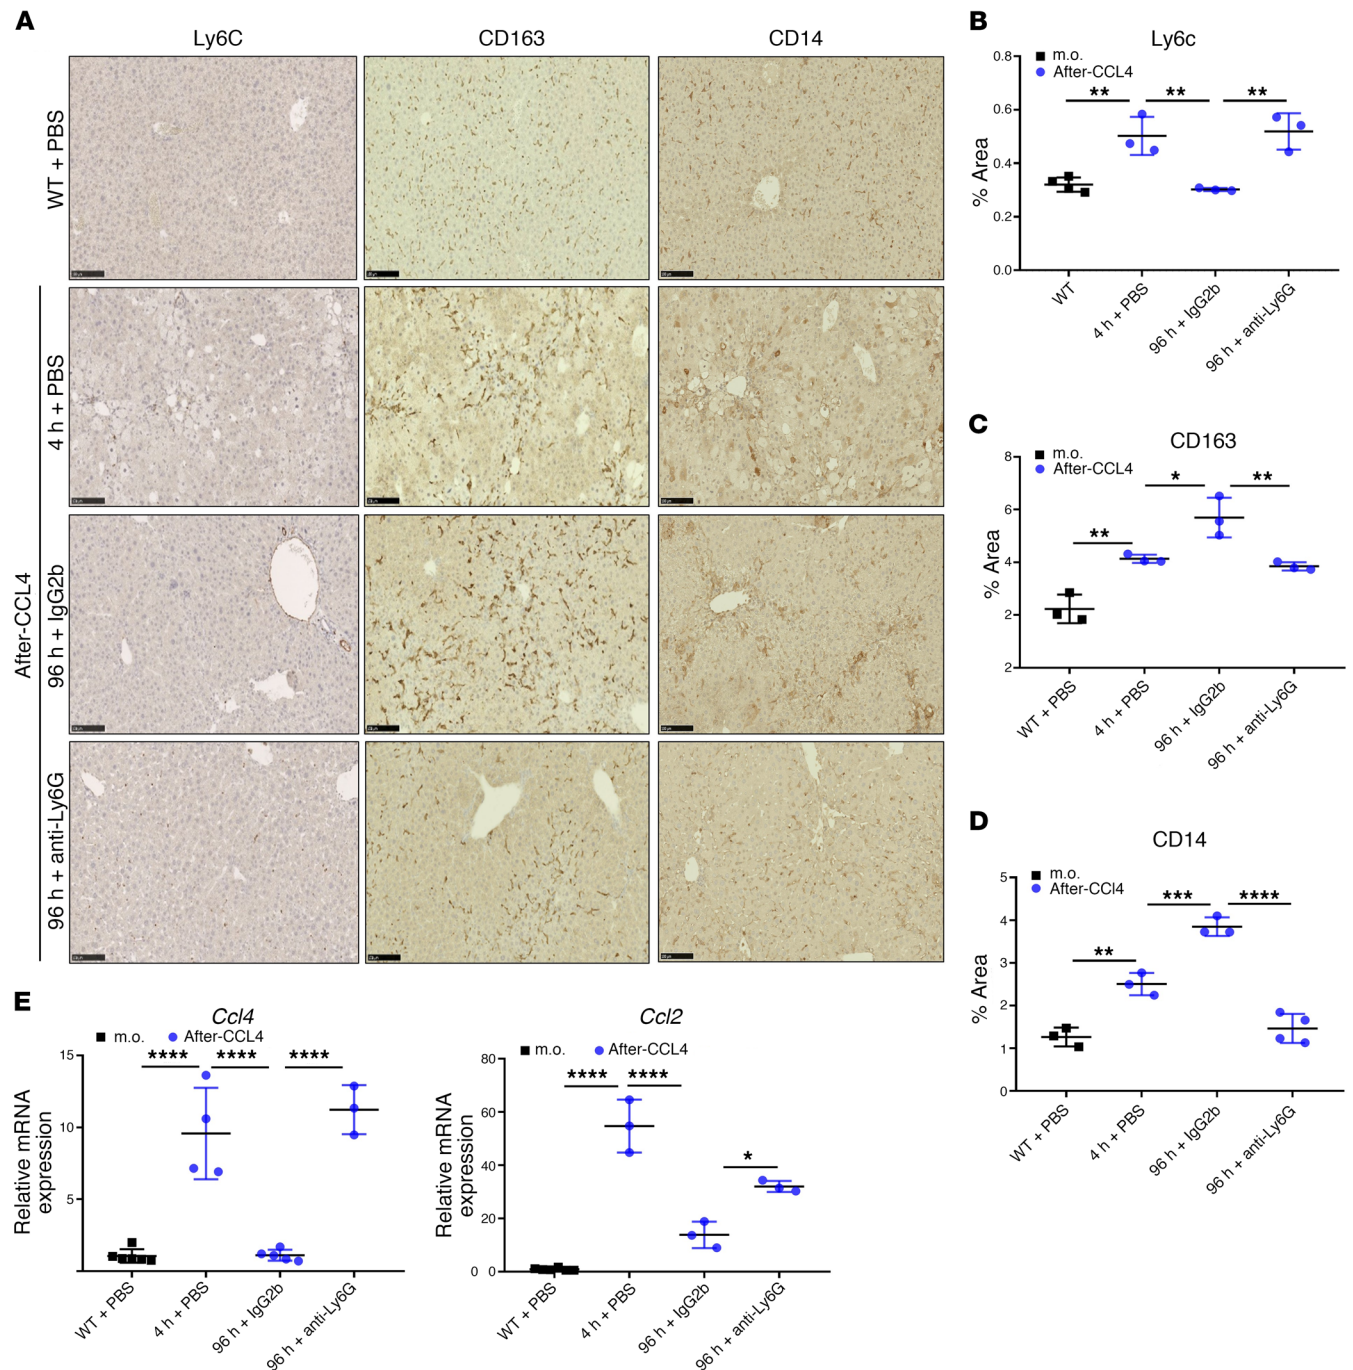 A
Ly6C
CD163
CD14
WT + PBS
4 h + PBS
After-CCL4
96 h + IgG2b
96 h + anti-Ly6G
B
Ly6c
m.o.
After-CCL4
** ** **
% Area
0.8
0.6
0.4
0.2
0.0
WT
4 h + PBS
96 h + IgG2b
96 h + anti-Ly6G
C
CD163
m.o.
After-CCL4
** * **
% Area
8
6
4
2
2
WT + PBS
4 h + PBS
96 h + IgG2b
96 h + anti-Ly6G
D
CD14
m.o.
After-CCl4
** *** ****
% Area
5
4
3
2
1
0
WT + PBS
4 h + PBS
96 h + IgG2b
96 h + anti-Ly6G
E
Ccl4
m.o. After-CCL4
**** **** ****
Relative mRNA
expression
15
10
5
WT + PBS
4 h + PBS
96 h + IgG2b
96 h + anti-Ly6G
Ccl2
m.o. After-CCL4
**** **** *
Relative mRNA
expression
80
60
40
20
0 0
WT + PBS
4 h + PBS
96 h + IgG2b
96 h + anti-Ly6G